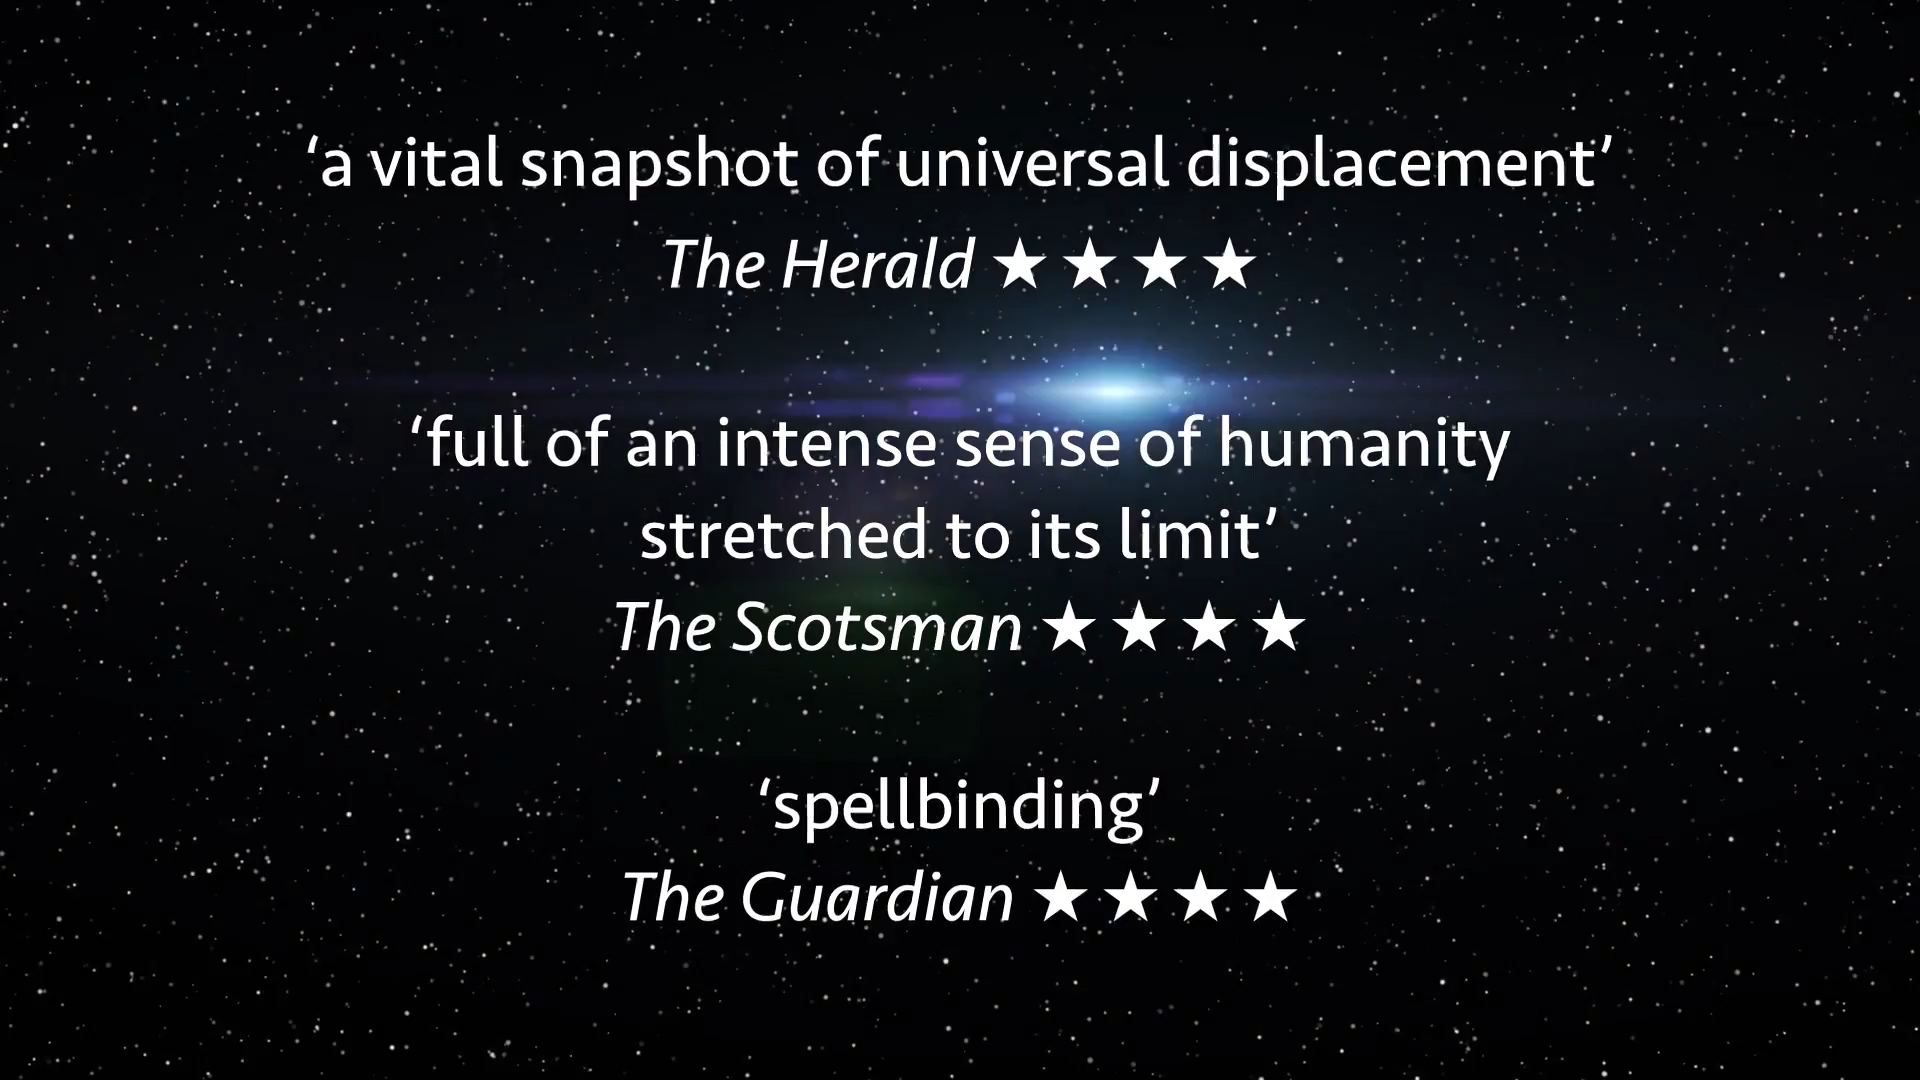 ‘a vital snapshot of universal displacement’
The Herald ★ ★ ★ ★
‘full of an intense sense of humanity
stretched to its limit’
The Scotsman ★ ★ ★ ★
‘spellbinding’
The Guardian ★ ★ ★ ★